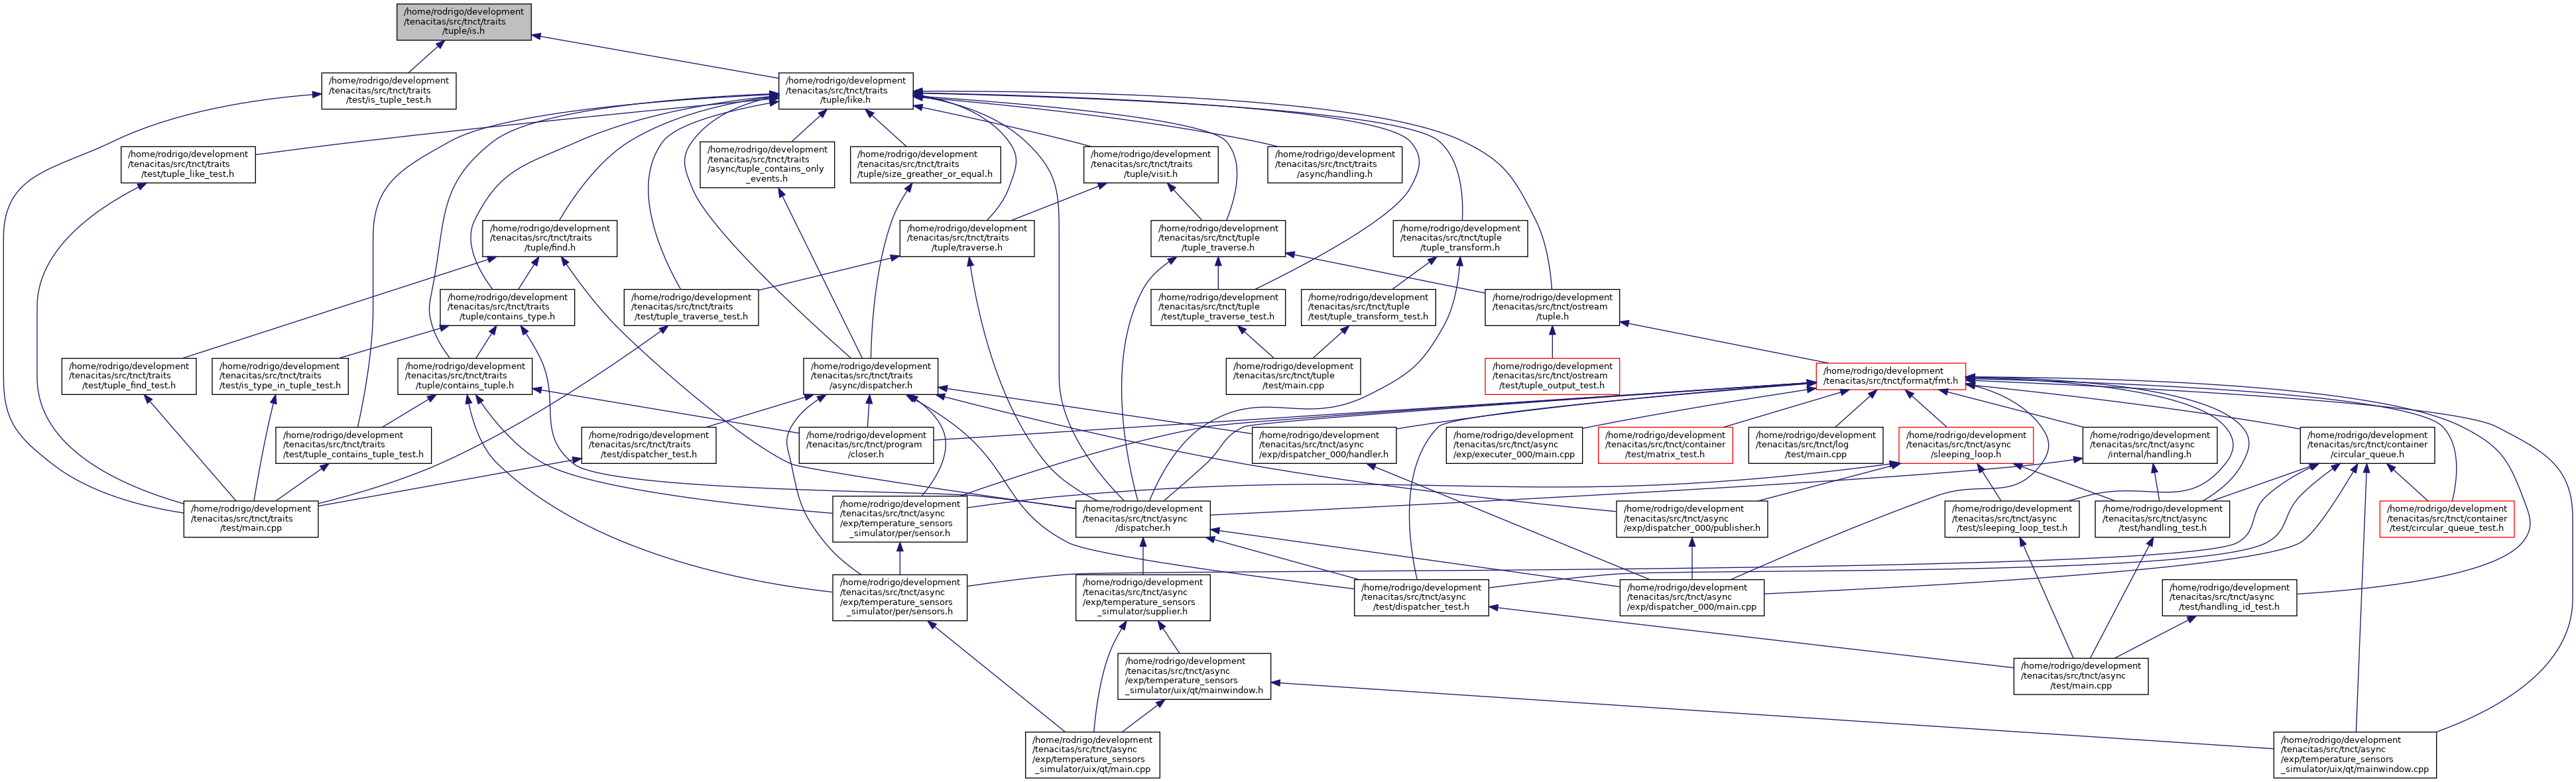 /home/rodrigo/development
/tenacitas/src/tnct/traits
/tuple/is.h
/home/rodrigo/development
/tenacitas/src/tnct/traits
/test/is_tuple_test.h
/home/rodrigo/development
/tenacitas/src/tnct/traits
/tuple/like.h
/home/rodrigo/development
/tenacitas/src/tnct/traits
/test/tuple_like_test.h
/home/rodrigo/development
/tenacitas/src/tnct/traits
/async/tuple_contains_only
_events.h
/home/rodrigo/development
/tenacitas/src/tnct/traits
/tuple/size_greather_or_equal.h
/home/rodrigo/development
/tenacitas/src/tnct/traits
/tuple/visit.h
/home/rodrigo/development
/tenacitas/src/tnct/traits
/async/handling.h
/home/rodrigo/development
/tenacitas/src/tnct/traits
/tuple/find.h
/home/rodrigo/development
/tenacitas/src/tnct/traits
/tuple/traverse.h
/home/rodrigo/development
/tenacitas/src/tnct/tuple
/tuple_traverse.h
/home/rodrigo/development
/tenacitas/src/tnct/tuple
/tuple_transform.h
/home/rodrigo/development
/tenacitas/src/tnct/traits
/tuple/contains_type.h
/home/rodrigo/development
/tenacitas/src/tnct/traits
/test/tuple_traverse_test.h
/home/rodrigo/development
/tenacitas/src/tnct/tuple
/test/tuple_traverse_test.h
/home/rodrigo/development
/tenacitas/src/tnct/tuple
/test/tuple_transform_test.h
/home/rodrigo/development
/tenacitas/src/tnct/ostream
/tuple.h
/home/rodrigo/development
/tenacitas/src/tnct/traits
/test/tuple_find_test.h
/home/rodrigo/development
/tenacitas/src/tnct/traits
/test/is_type_in_tuple_test.h
/home/rodrigo/development
/tenacitas/src/tnct/traits
/tuple/contains_tuple.h
/home/rodrigo/development
/tenacitas/src/tnct/traits
/async/dispatcher.h
/home/rodrigo/development
/tenacitas/src/tnct/tuple
/test/main.cpp
/home/rodrigo/development
/tenacitas/src/tnct/ostream
/test/tuple_output_test.h
/home/rodrigo/development
/tenacitas/src/tnct/format/fmt.h
/home/rodrigo/development
/tenacitas/src/tnct/traits
/test/tuple_contains_tuple_test.h
/home/rodrigo/development
/tenacitas/src/tnct/traits
/test/dispatcher_test.h
/home/rodrigo/development
/tenacitas/src/tnct/program
/closer.h
/home/rodrigo/development
/tenacitas/src/tnct/async
/exp/dispatcher_000/handler.h
/home/rodrigo/development
/tenacitas/src/tnct/async
/exp/executer_000/main.cpp
/home/rodrigo/development
/tenacitas/src/tnct/container
/test/matrix_test.h
/home/rodrigo/development
/tenacitas/src/tnct/log
/test/main.cpp
/home/rodrigo/development
/tenacitas/src/tnct/async
/sleeping_loop.h
/home/rodrigo/development
/tenacitas/src/tnct/async
/internal/handling.h
/home/rodrigo/development
/tenacitas/src/tnct/container
/circular_queue.h
/home/rodrigo/development
/tenacitas/src/tnct/traits
/test/main.cpp
/home/rodrigo/development
/tenacitas/src/tnct/async
/exp/temperature_sensors
_simulator/per/sensor.h
/home/rodrigo/development
/tenacitas/src/tnct/async
/dispatcher.h
/home/rodrigo/development
/tenacitas/src/tnct/async
/exp/dispatcher_000/publisher.h
/home/rodrigo/development
/tenacitas/src/tnct/async
/test/sleeping_loop_test.h
/home/rodrigo/development
/tenacitas/src/tnct/async
/test/handling_test.h
/home/rodrigo/development
/tenacitas/src/tnct/container
/test/circular_queue_test.h
/home/rodrigo/development
/tenacitas/src/tnct/async
/exp/temperature_sensors
_simulator/per/sensors.h
/home/rodrigo/development
/tenacitas/src/tnct/async
/exp/temperature_sensors
_simulator/supplier.h
/home/rodrigo/development
/tenacitas/src/tnct/async
/test/dispatcher_test.h
/home/rodrigo/development
/tenacitas/src/tnct/async
/exp/dispatcher_000/main.cpp
/home/rodrigo/development
/tenacitas/src/tnct/async
/test/handling_id_test.h
/home/rodrigo/development
/tenacitas/src/tnct/async
/exp/temperature_sensors
_simulator/uix/qt/mainwindow.h
/home/rodrigo/development
/tenacitas/src/tnct/async
/test/main.cpp
/home/rodrigo/development
/tenacitas/src/tnct/async
/exp/temperature_sensors
_simulator/uix/qt/main.cpp
/home/rodrigo/development
/tenacitas/src/tnct/async
/exp/temperature_sensors
_simulator/uix/qt/mainwindow.cpp